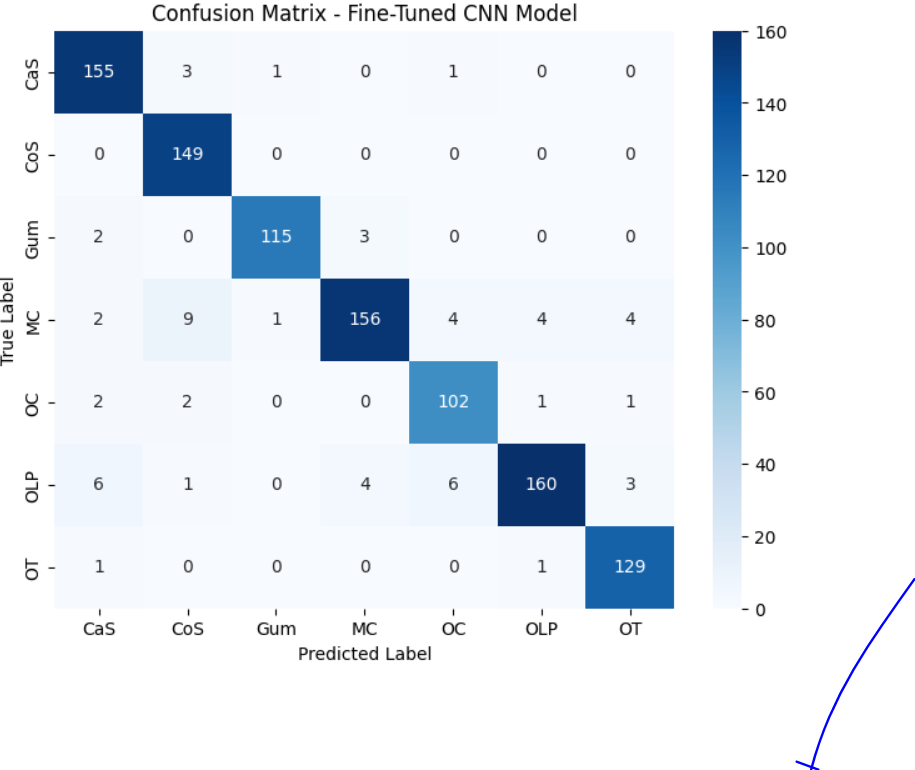 Confusion Matrix - Fine-Tuned CNN Model
True Label
CaS 155 3 1 0 1 0 0
CoS 0 149 0 0 0 0 0
Gum 2 0 115 3 0 0 0
MC 2 9 1 156 4 4 4
OC 2 2 0 0 102 1 1
OLP 6 1 0 4 6 160 3
OT 1 0 0 0 0 1 129
CaS CoS Gum MC OC OLP OT
Predicted Label
160
140
120
100
80
60
40
20
0